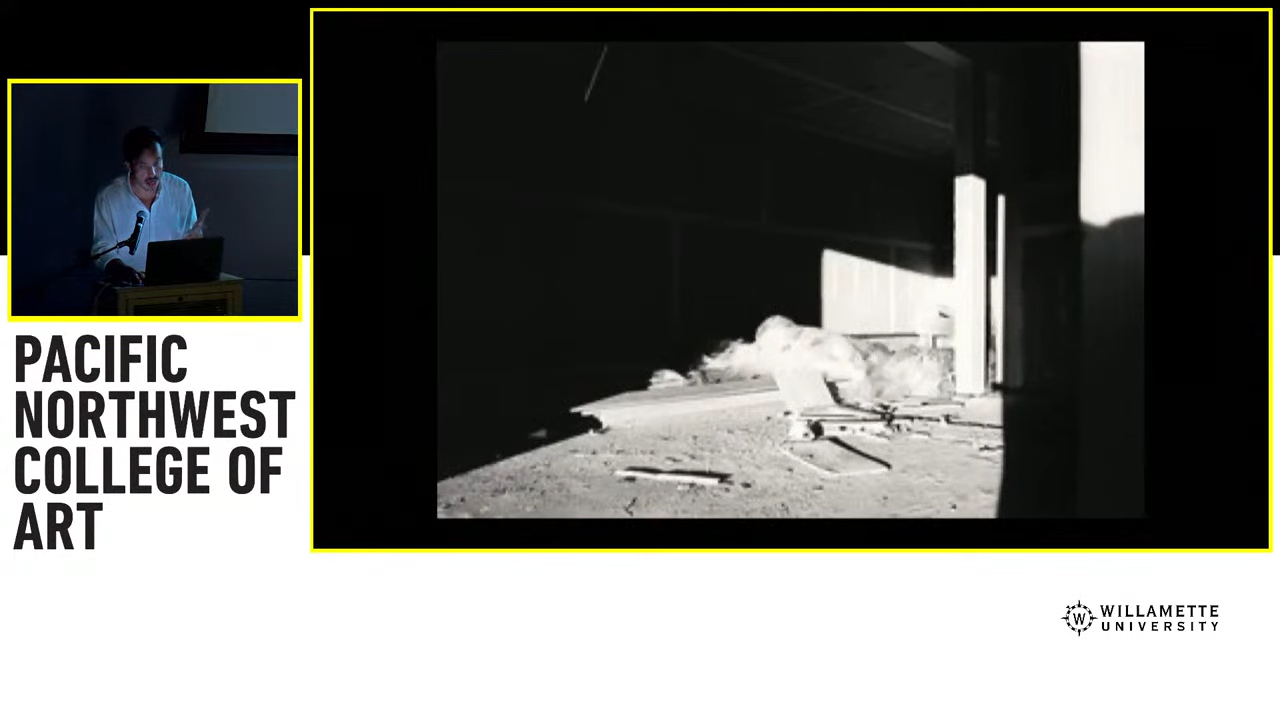 PACIFIC
NORTHWEST
COLLEGE OF
ART
W
WILLAMETTE
UNIVERSITY